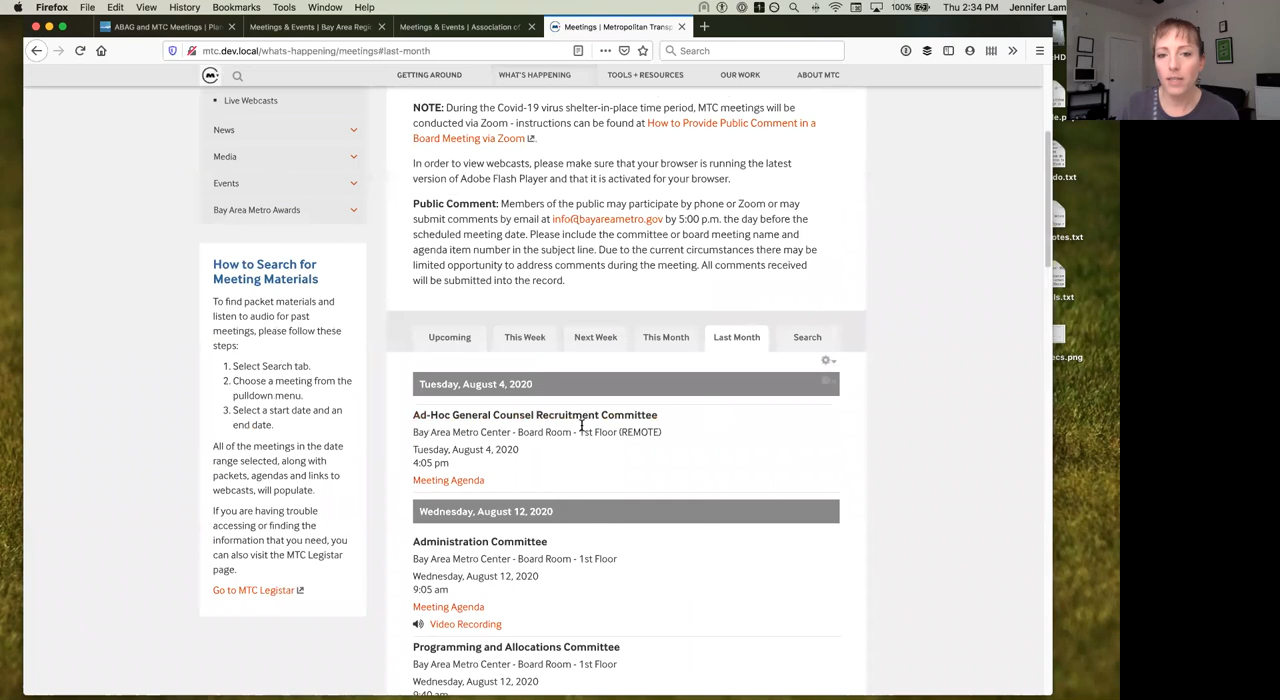 Firefox File Edit View History Bookmarks Tools Window Help 100% Thu 2:34 PM Jennifer Lam
ABAG and MTC Meetings | Pla
Meetings & Events | Bay Area Regi
Meetings & Events | Association of
Meetings | Metropolitan Transp
mtc.dev.local/whats-happening/meetings#last-month
Search
GETTING AROUND WHAT'S HAPPENING TOOLS + RESOURCES OUR WORK ABOUT MTC
Live Webcasts
News
Media
Events
Bay Area Metro Awards
How to Search for
Meeting Materials
To find packet materials and
listen to audio for past
meetings, please follow these
steps:
1. Select Search tab.
2. Choose a meeting from the
pulldown menu.
3. Select a start date and an
end date.
All of the meetings in the date
range selected, along with
packets, agendas and links to
webcasts, will populate.
If you are having trouble
accessing or finding the
information that you need, you
can also visit the MTC Legistar
page.
Go to MTC Legistar
NOTE: During the Covid-19 virus shelter-in-place time period, MTC meetings will be
conducted via Zoom - instructions can be found at How to Provide Public Comment in a
Board Meeting via Zoom.
In order to view webcasts, please make sure that your browser is running the latest
version of Adobe Flash Player and that it is activated for your browser.
Public Comment: Members of the public may participate by phone or Zoom or may
submit comments by email at info@bayareametro.gov by 5:00 p.m. the day before the
scheduled meeting date. Please include the committee or board meeting name and
agenda item number in the subject line. Due to the current circumstances there may be
limited opportunity to address comments during the meeting. All comments received
will be submitted into the record.
Upcoming This Week Next Week This Month Last Month Search
Tuesday, August 4, 2020
Ad-Hoc General Counsel Recruitment Committee
Bay Area Metro Center - Board Room - 1st Floor (REMOTE)
Tuesday, August 4, 2020
4:05 pm
Meeting Agenda
Wednesday, August 12, 2020
Administration Committee
Bay Area Metro Center - Board Room - 1st Floor
Wednesday, August 12, 2020
9:05 am
Meeting Agenda
Video Recording
Programming and Allocations Committee
Bay Area Metro Center - Board Room - 1st Floor
Wednesday, August 12, 2020
9:40 am
HD
le.p
do.txt
otes.txt
ls.txt
ecs.png